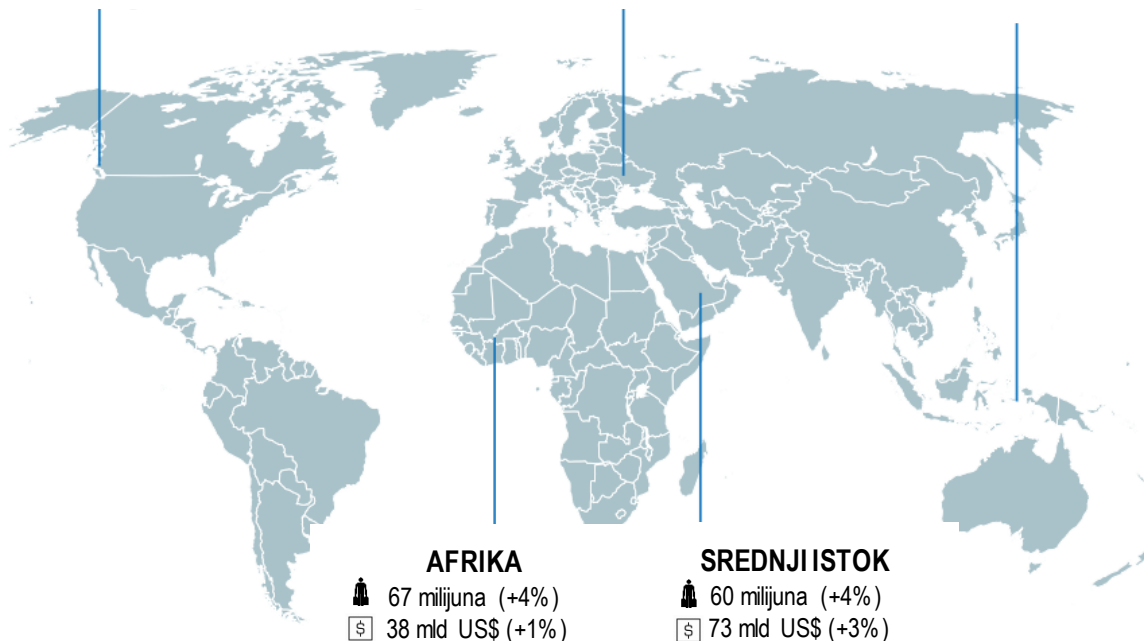 AFRIKA
67 milijuna (+4%)
$ 38 mld US$ (+1%)
SREDNJI ISTOK
60 milijuna (+4%)
$ 73 mld US$ (+3%)